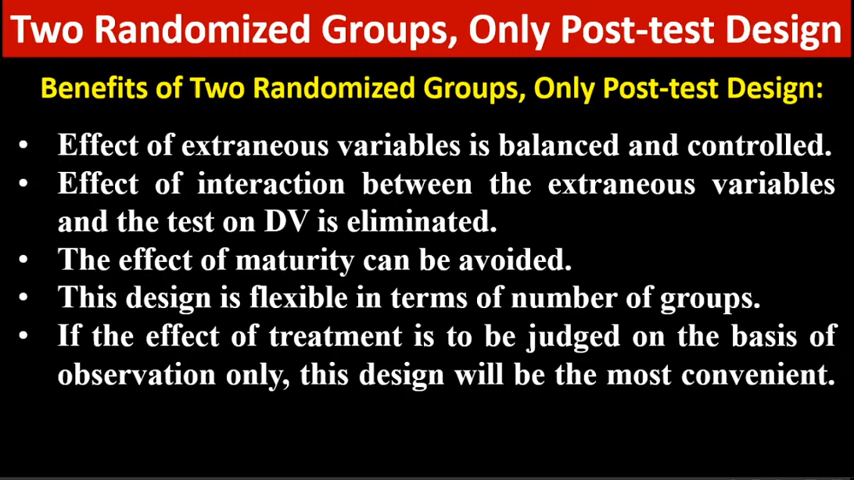 Two Randomized Groups, Only Post-test Design
Benefits of Two Randomized Groups, Only Post-test Design:
• Effect of extraneous variables is balanced and controlled.
• Effect of interaction between the extraneous variables
and the test on DV is eliminated.
• The effect of maturity can be avoided.
• This design is flexible in terms of number of groups.
• If the effect of treatment is to be judged on the basis of
observation only, this design will be the most convenient.